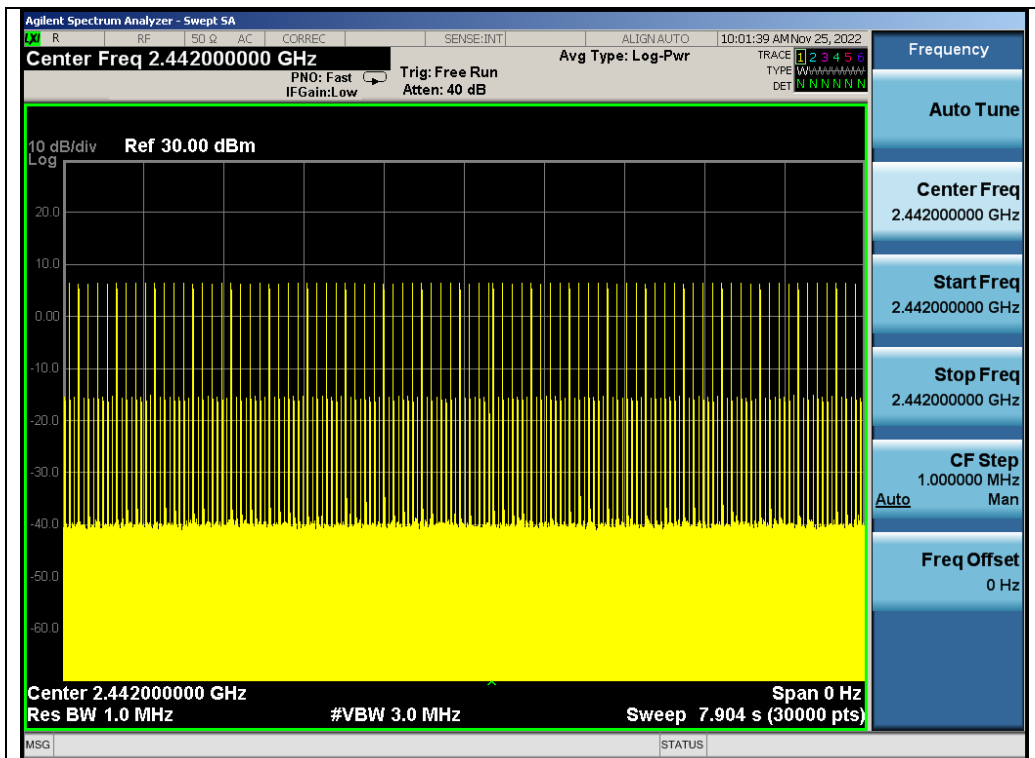 Agilent Spectrum Analyzer - Swept SA
LXI R RF 50 Ω AC CORREC SENSE:INT ALIGN AUTO 10:01:39 AM Nov 25, 2022
Center Freq 2.442000000 GHz
PNO: Fast
IFGain:Low
Trig: Free Run
Atten: 40 dB
Avg Type: Log-Pwr
TRACE 1 2 3 4 5 6
TYPE WWWWWWWW
DET N N N N N N
10 dB/div Ref 30.00 dBm
Log
20.0
10.0
0.00
-10.0
-20.0
-30.0
-40.0
-50.0
-60.0
Center 2.442000000 GHz Span 0 Hz
Res BW 1.0 MHz #VBW 3.0 MHz Sweep 7.904 s (30000 pts)
MSG STATUS
Frequency
Auto Tune
Center Freq
2.442000000 GHz
Start Freq
2.442000000 GHz
Stop Freq
2.442000000 GHz
CF Step
1.000000 MHz
Auto Man
Freq Offset
0 Hz